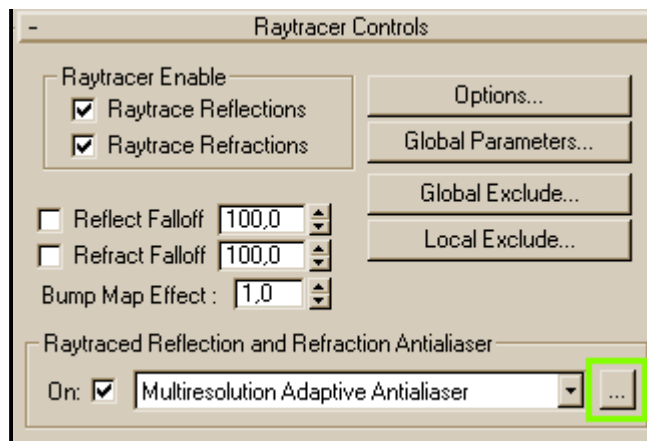 - Raytracer Controls
Raytracer Enable
Raytrace Reflections
Raytrace Refractions
Options...
Global Parameters...
Global Exclude...
Local Exclude...
Reflect Falloff 100,0
Refract Falloff 100,0
Bump Map Effect : 1,0
Raytraced Reflection and Refraction Antialiaser
On: Multiresolution Adaptive Antialiaser ...